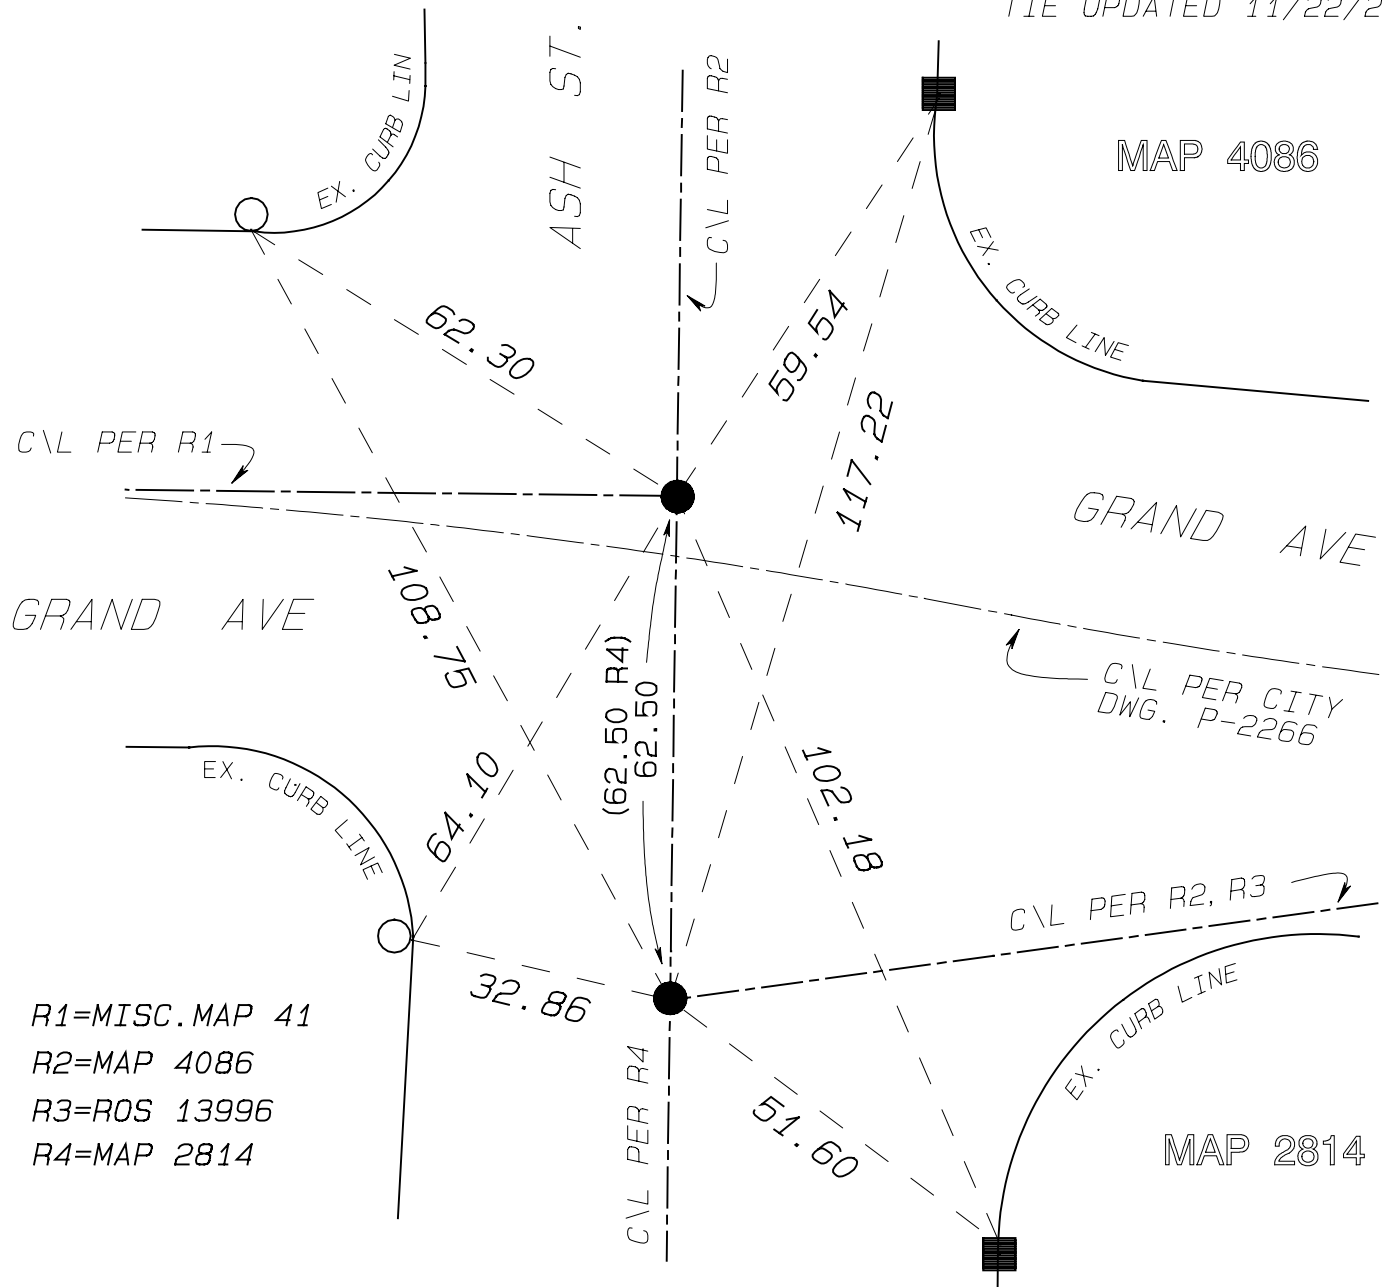 TIE UPDATED 11/22/2
EX. CURB LIN
ASH ST.
C\L PER R2
MAP 4086
EX. CURB LINE
62.30
59.54
117.22
C\L PER R1
GRAND AVE
GRAND AVE
108.75
(62.50 R4)
62.50
C\L PER CITY
DWG. P-2266
EX. CURB LINE
64.10
102.18
C\L PER R2, R3
32.86
EX. CURB LINE
R1=MISC.MAP 41
R2=MAP 4086
R3=ROS 13996
R4=MAP 2814
C\L PER R4
51.60
MAP 2814